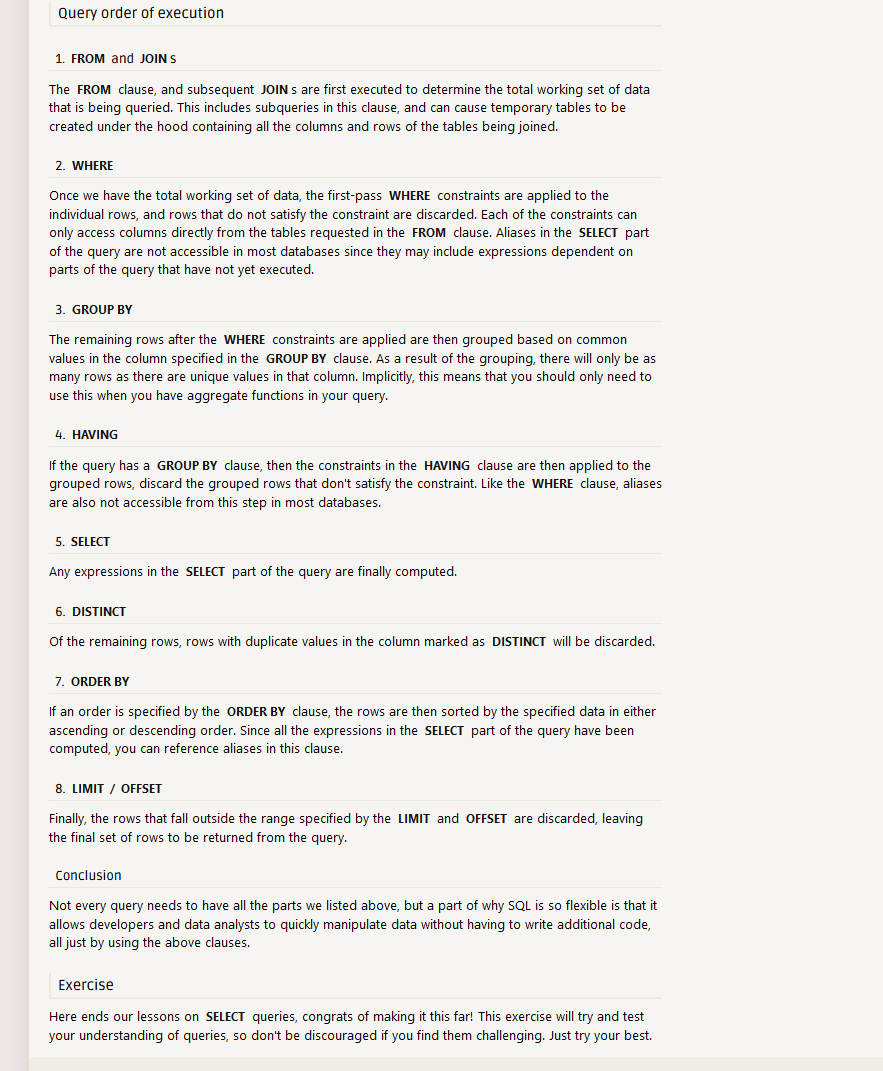 Query order of execution
1. FROM and JOIN s
The FROM clause, and subsequent JOIN s are first executed to determine the total working set of data
that is being queried. This includes subqueries in this clause, and can cause temporary tables to be
created under the hood containing all the columns and rows of the tables being joined.
2. WHERE
Once we have the total working set of data, the first-pass WHERE constraints are applied to the
individual rows, and rows that do not satisfy the constraint are discarded. Each of the constraints can
only access columns directly from the tables requested in the FROM clause. Aliases in the SELECT part
of the query are not accessible in most databases since they may include expressions dependent on
parts of the query that have not yet executed.
3. GROUP BY
The remaining rows after the WHERE constraints are applied are then grouped based on common
values in the column specified in the GROUP BY clause. As a result of the grouping, there will only be as
many rows as there are unique values in that column. Implicitly, this means that you should only need to
use this when you have aggregate functions in your query.
4. HAVING
If the query has a GROUP BY clause, then the constraints in the HAVING clause are then applied to the
grouped rows, discard the grouped rows that don't satisfy the constraint. Like the WHERE clause, aliases
are also not accessible from this step in most databases.
5. SELECT
Any expressions in the SELECT part of the query are finally computed.
6. DISTINCT
Of the remaining rows, rows with duplicate values in the column marked as DISTINCT will be discarded.
7. ORDER BY
If an order is specified by the ORDER BY clause, the rows are then sorted by the specified data in either
ascending or descending order. Since all the expressions in the SELECT part of the query have been
computed, you can reference aliases in this clause.
8. LIMIT / OFFSET
Finally, the rows that fall outside the range specified by the LIMIT and OFFSET are discarded, leaving
the final set of rows to be returned from the query.
Conclusion
Not every query needs to have all the parts we listed above, but a part of why SQL is so flexible is that it
allows developers and data analysts to quickly manipulate data without having to write additional code,
all just by using the above clauses.
Exercise
Here ends our lessons on SELECT queries, congrats of making it this far! This exercise will try and test
your understanding of queries, so don't be discouraged if you find them challenging. Just try your best.